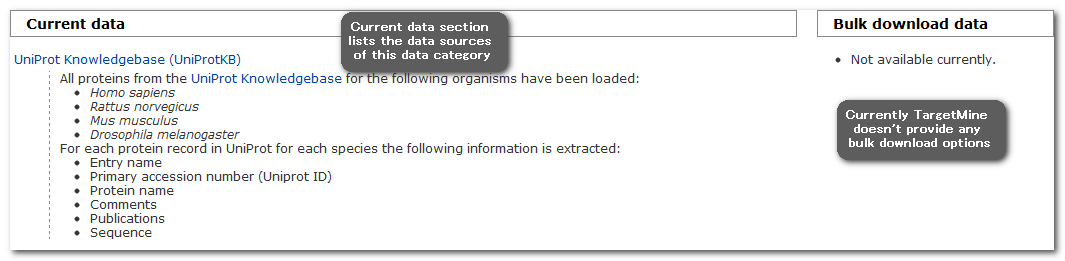 Current data
Current data section
lists the data sources
of this data category
Bulk download data
UniProt Knowledgebase (UniProtKB)
All proteins from the UniProt Knowledgebase for the following organisms have been loaded:
Homo sapiens
Rattus norvegicus
Mus musculus
Drosophila melanogaster
For each protein record in UniProt for each species the following information is extracted:
Entry name
Primary accession number (Uniprot ID)
Protein name
Comments
Publications
Sequence
Not available currently.
Currently TargetMine
doesn't provide any
bulk download options